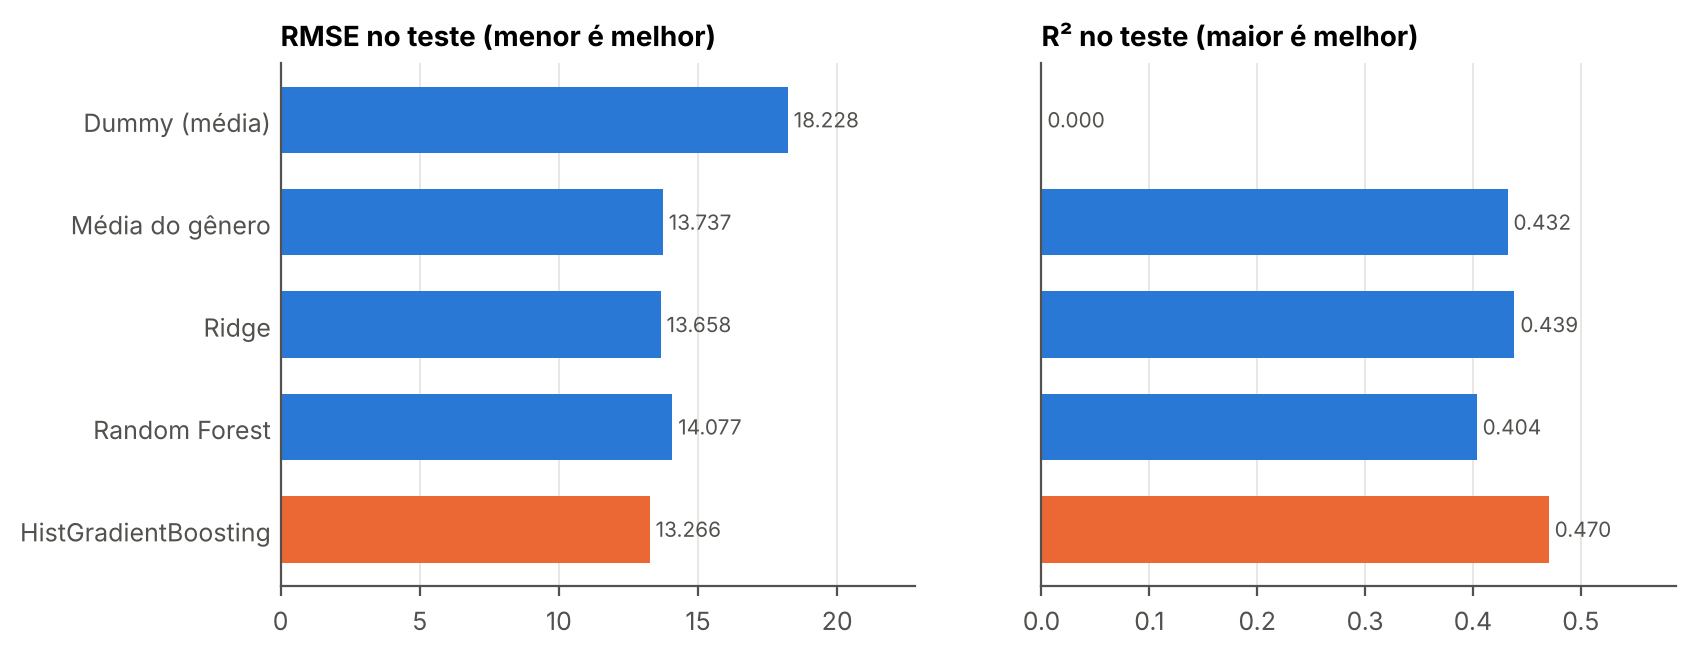 RMSE no teste (menor é melhor)
Dummy (média)
18.228
Média do gênero
13.737
Ridge
13.658
Random Forest
14.077
HistGradientBoosting
13.266
0 5 10 15 20
R² no teste (maior é melhor)
0.000
0.432
0.439
0.404
0.470
0.0 0.1 0.2 0.3 0.4 0.5